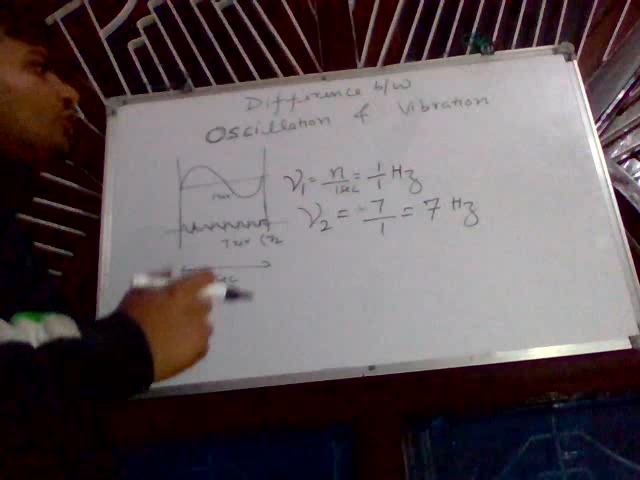 Difference b/w
Oscillation & Vibration
ν₁ = n/1sec = 1/1 Hz
ν₂ = 7/1 = 7 Hz